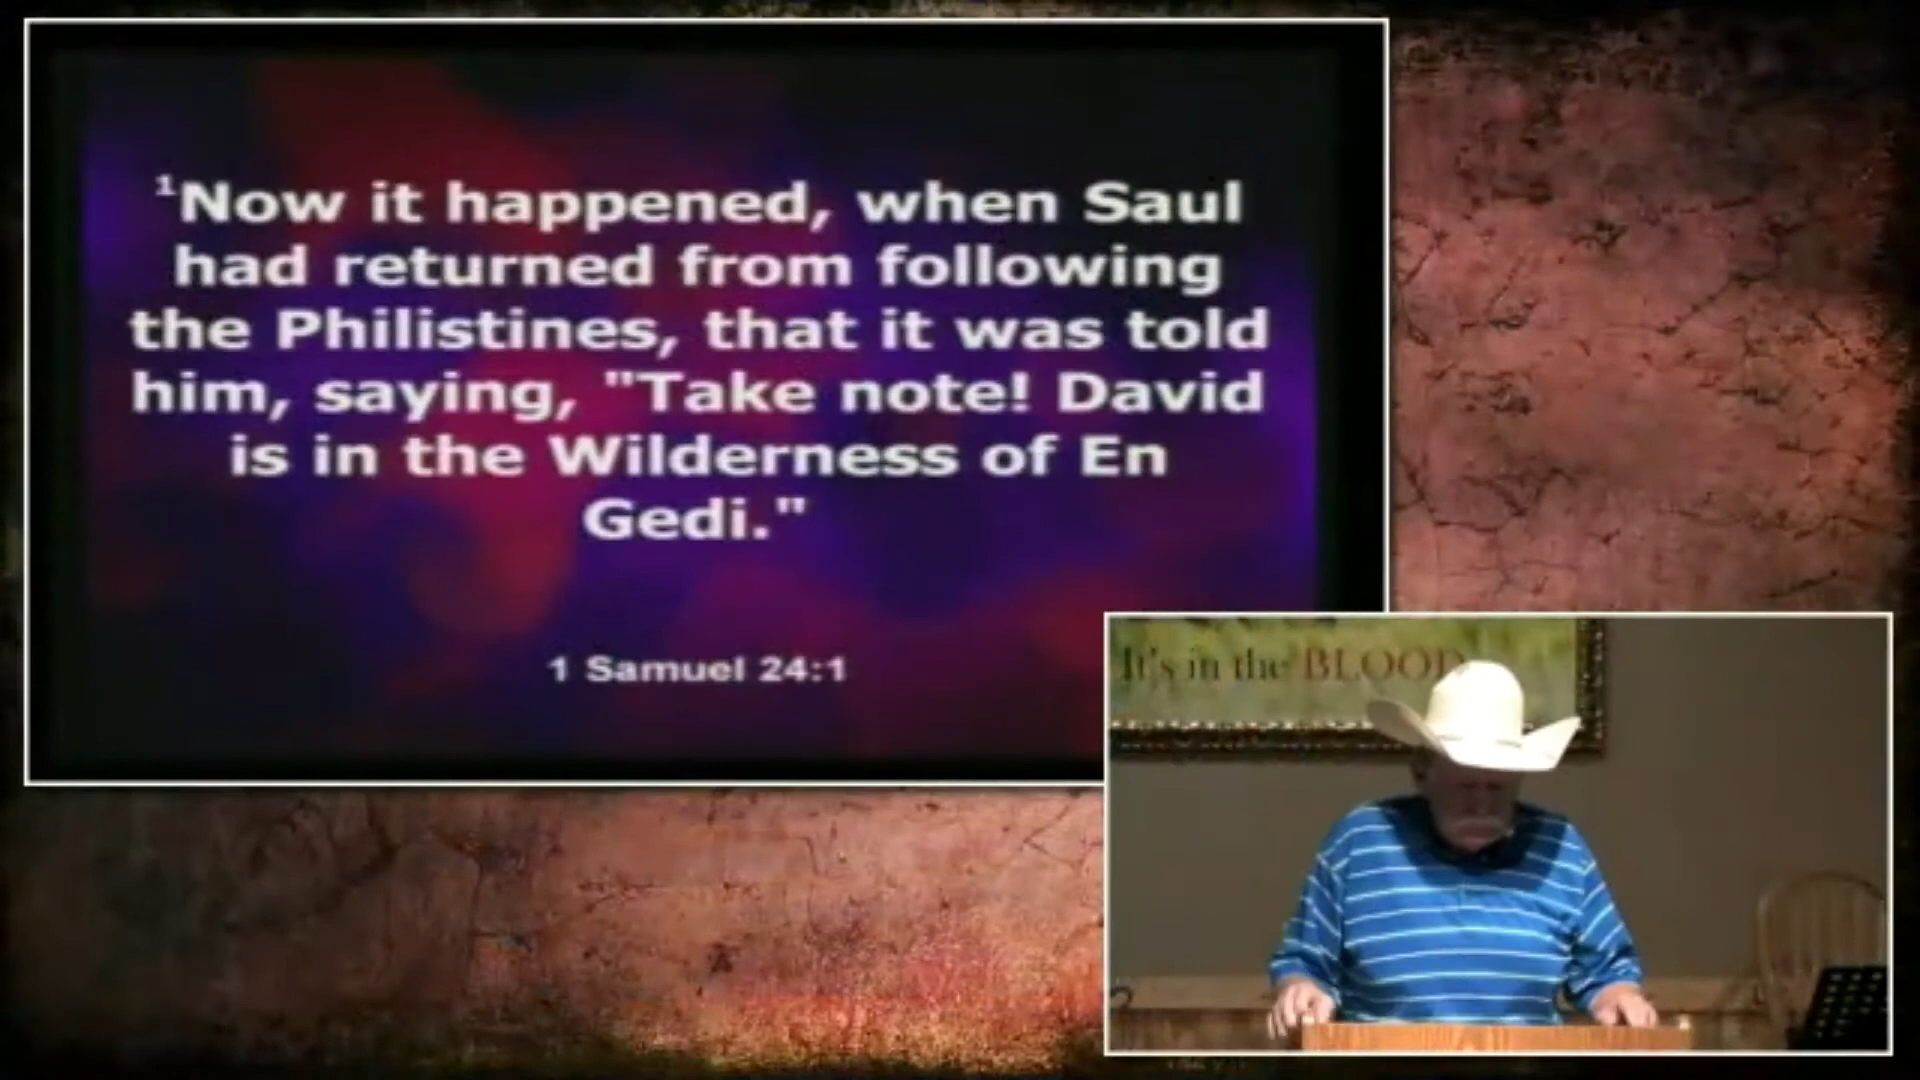 ¹Now it happened, when Saul
had returned from following
the Philistines, that it was told
him, saying, "Take note! David
is in the Wilderness of En
Gedi."
1 Samuel 24:1
It's in the BLOOD